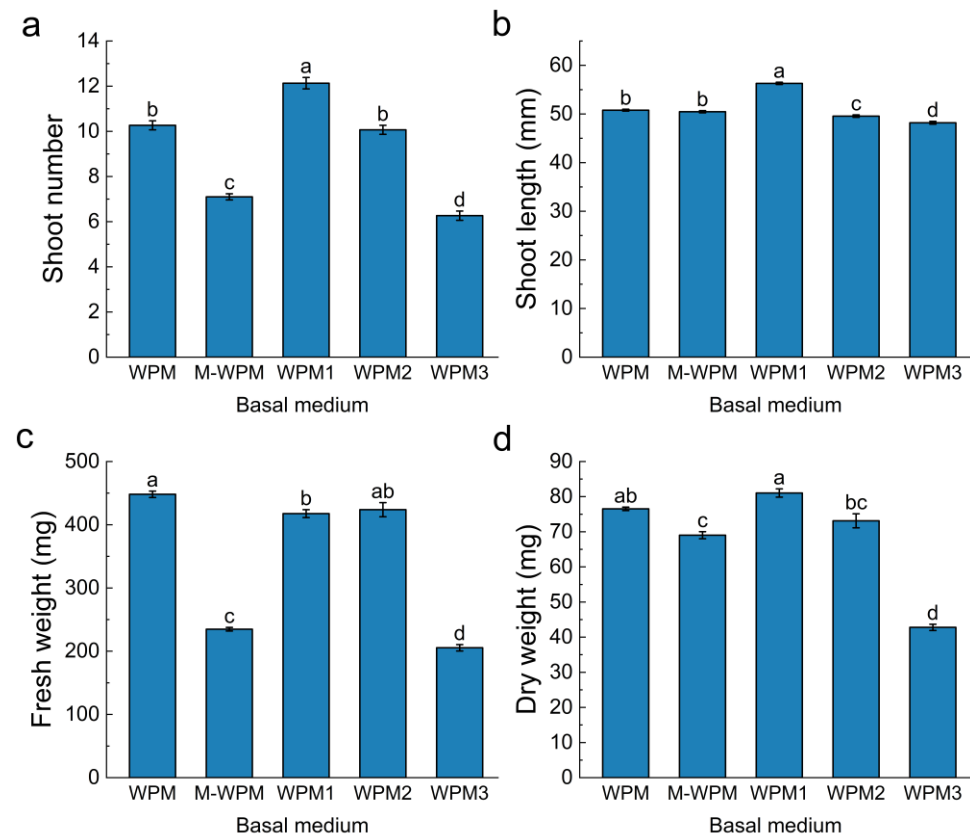 a
Shoot number
14
12
10
8
6
4
2
0
b
c
a
b
d
WPM M-WPM WPM1 WPM2 WPM3
Basal medium
b
Shoot length (mm)
60
50
40
30
20
10
0
b
b
a
c
d
WPM M-WPM WPM1 WPM2 WPM3
Basal medium
c
Fresh weight (mg)
500
400
300
200
100
0
a
c
b
ab
d
WPM M-WPM WPM1 WPM2 WPM3
Basal medium
d
Dry weight (mg)
90
80
70
60
50
40
30
20
10
0
ab
c
a
bc
d
WPM M-WPM WPM1 WPM2 WPM3
Basal medium